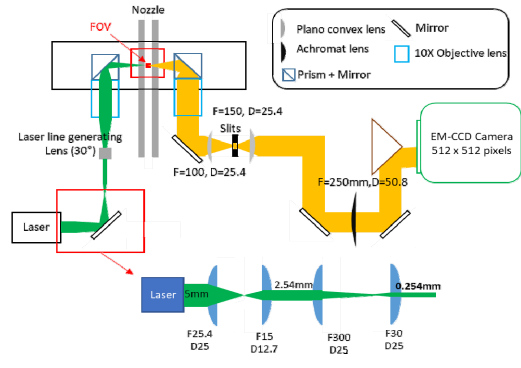 Nozzle
FOV
Plano convex lens
Mirror
Achromat lens
10X Objective lens
Prism + Mirror
Laser line generating
Lens (30°)
F=150, D=25.4
Slits
F=100, D=25.4
F=250mm,D=50.8
EM-CCD Camera
512 x 512 pixels
Laser
Laser
5mm
2.54mm
0.254mm
F25.4
D25
F15
D12.7
F300
D25
F30
D25